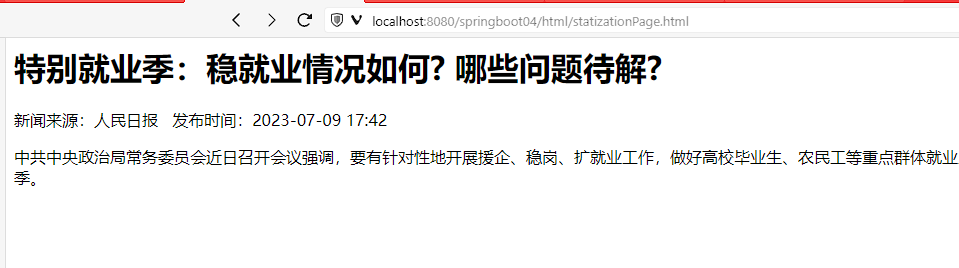 localhost:8080/springboot04/html/statizationPage.html
特别就业季：稳就业情况如何? 哪些问题待解?
新闻来源：人民日报 发布时间：2023-07-09 17:42
中共中央政治局常务委员会近日召开会议强调，要有针对性地开展援企、稳岗、扩就业工作，做好高校毕业生、农民工等重点群体就业
季。